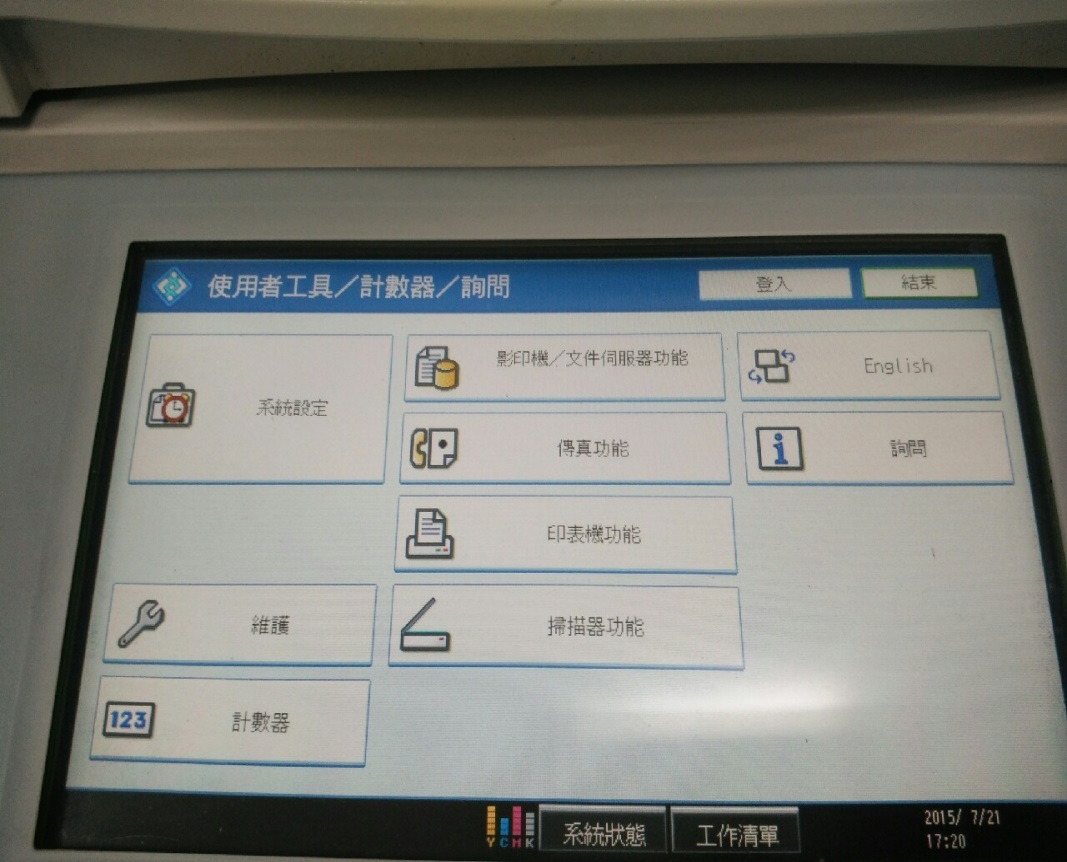 使用者工具／計數器／詢問
登入
結束
系統設定
影印機／文件伺服器功能
English
傳真功能
詢問
印表機功能
維護
掃描器功能
123
計數器
Y C M K
系統狀態
工作清單
2015/ 7/21
17:20